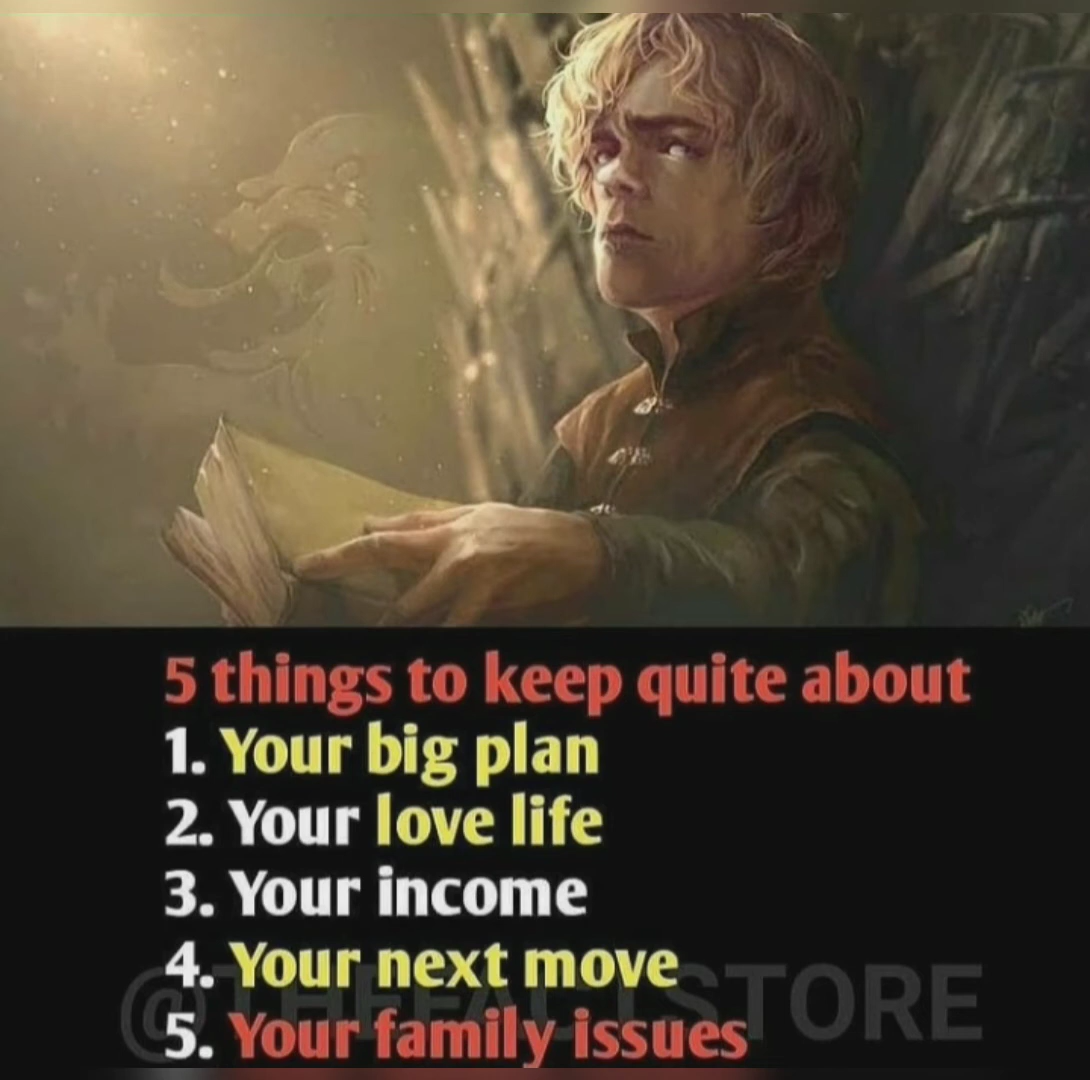 5 things to keep quite about
1. Your big plan
2. Your love life
3. Your income
4. Your next move
5. Your family issues
@THEFACTSTORE